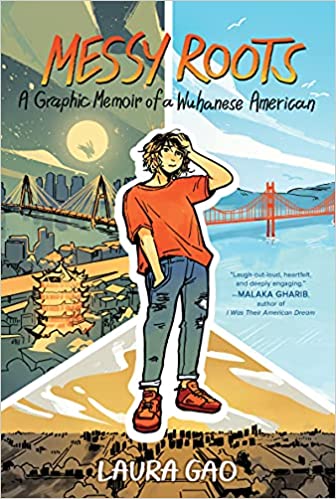 MESSY ROOTS
A Graphic Memoir of a Wuhanese American
"Laugh-out-loud, heartfelt,
and deeply engaging."
—MALAKA GHARIB,
author of
I Was Their American Dream
LAURA GAO